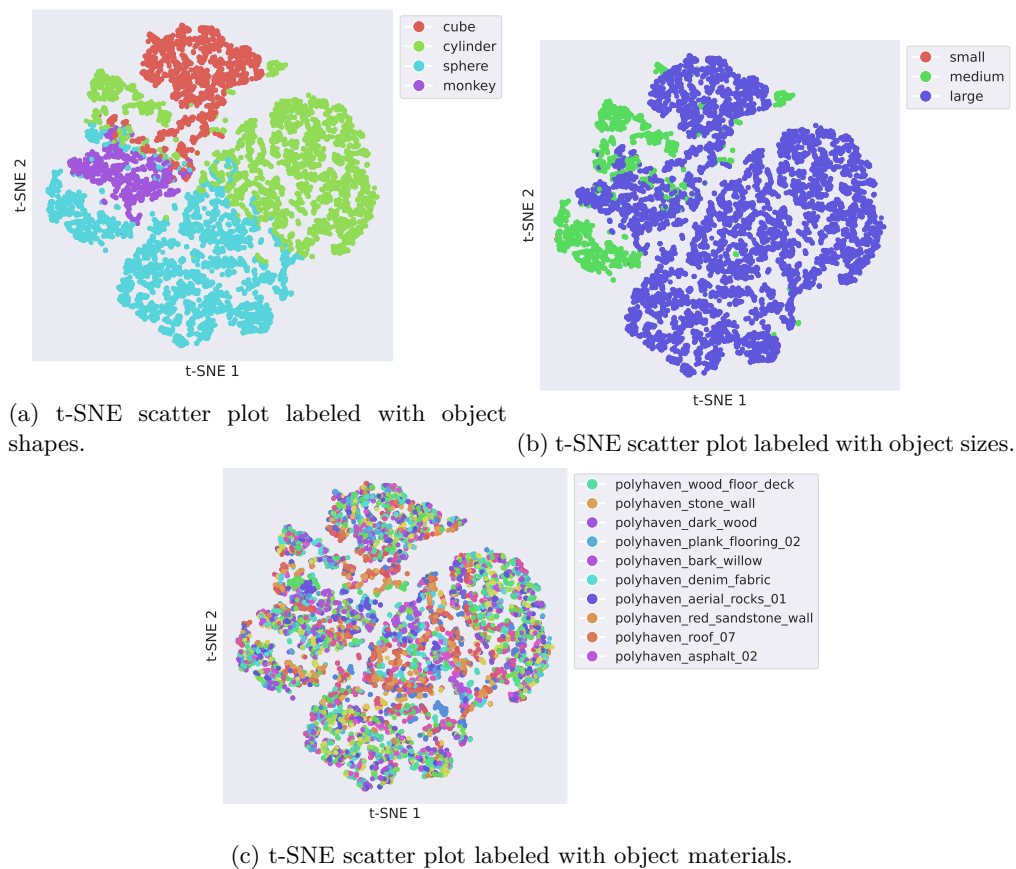 cube
cylinder
sphere
monkey
t-SNE 2
t-SNE 1
(a) t-SNE scatter plot labeled with object
shapes.
small
medium
large
t-SNE 2
t-SNE 1
(b) t-SNE scatter plot labeled with object sizes.
polyhaven_wood_floor_deck
polyhaven_stone_wall
polyhaven_dark_wood
polyhaven_plank_flooring_02
polyhaven_bark_willow
polyhaven_denim_fabric
polyhaven_aerial_rocks_01
polyhaven_red_sandstone_wall
polyhaven_roof_07
polyhaven_asphalt_02
t-SNE 2
t-SNE 1
(c) t-SNE scatter plot labeled with object materials.